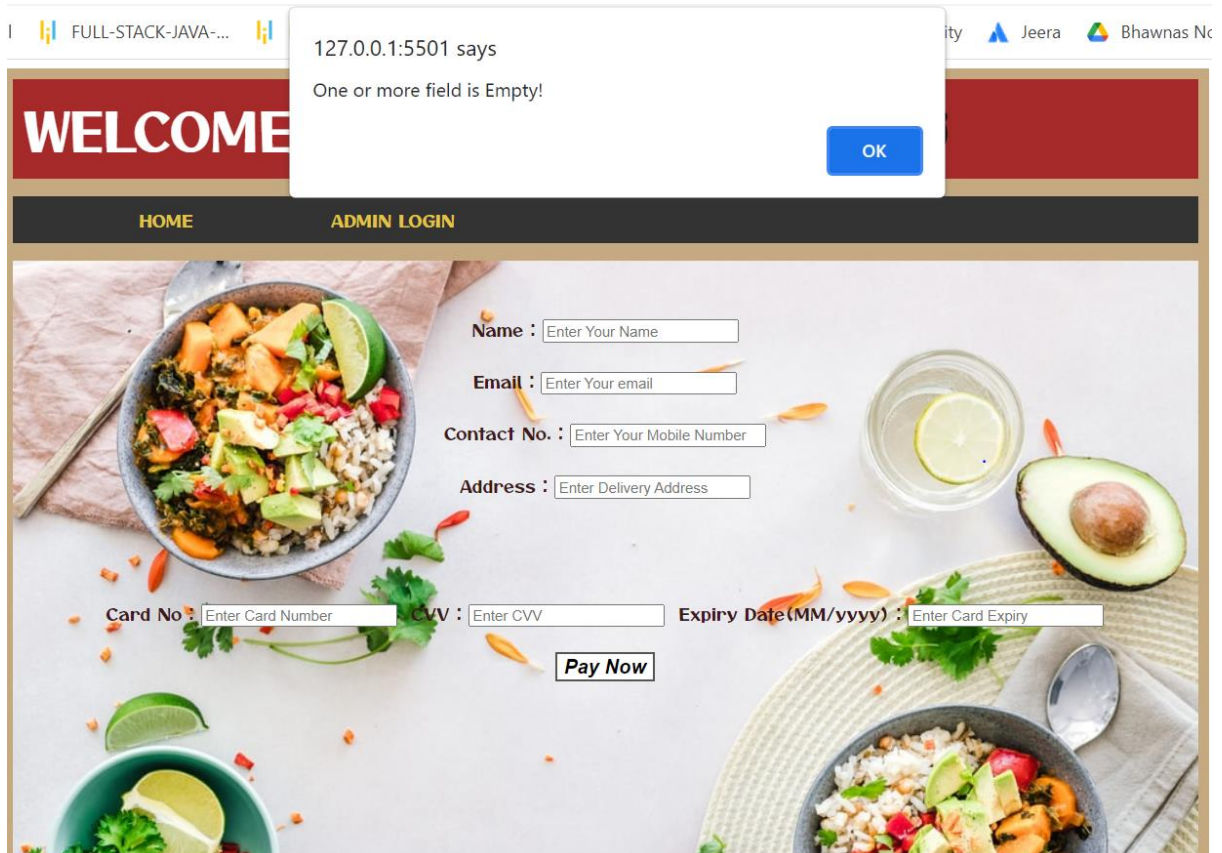 FULL-STACK-JAVA-...
Jeera
Bhawnas
127.0.0.1:5501 says
One or more field is Empty!
OK
WELCOME
HOME ADMIN LOGIN
Name : Enter Your Name
Email : Enter Your email
Contact No. : Enter Your Mobile Number
Address : Enter Delivery Address
Card No : Enter Card Number CVV : Enter CVV Expiry Date(MM/yyyy) : Enter Card Expiry
Pay Now